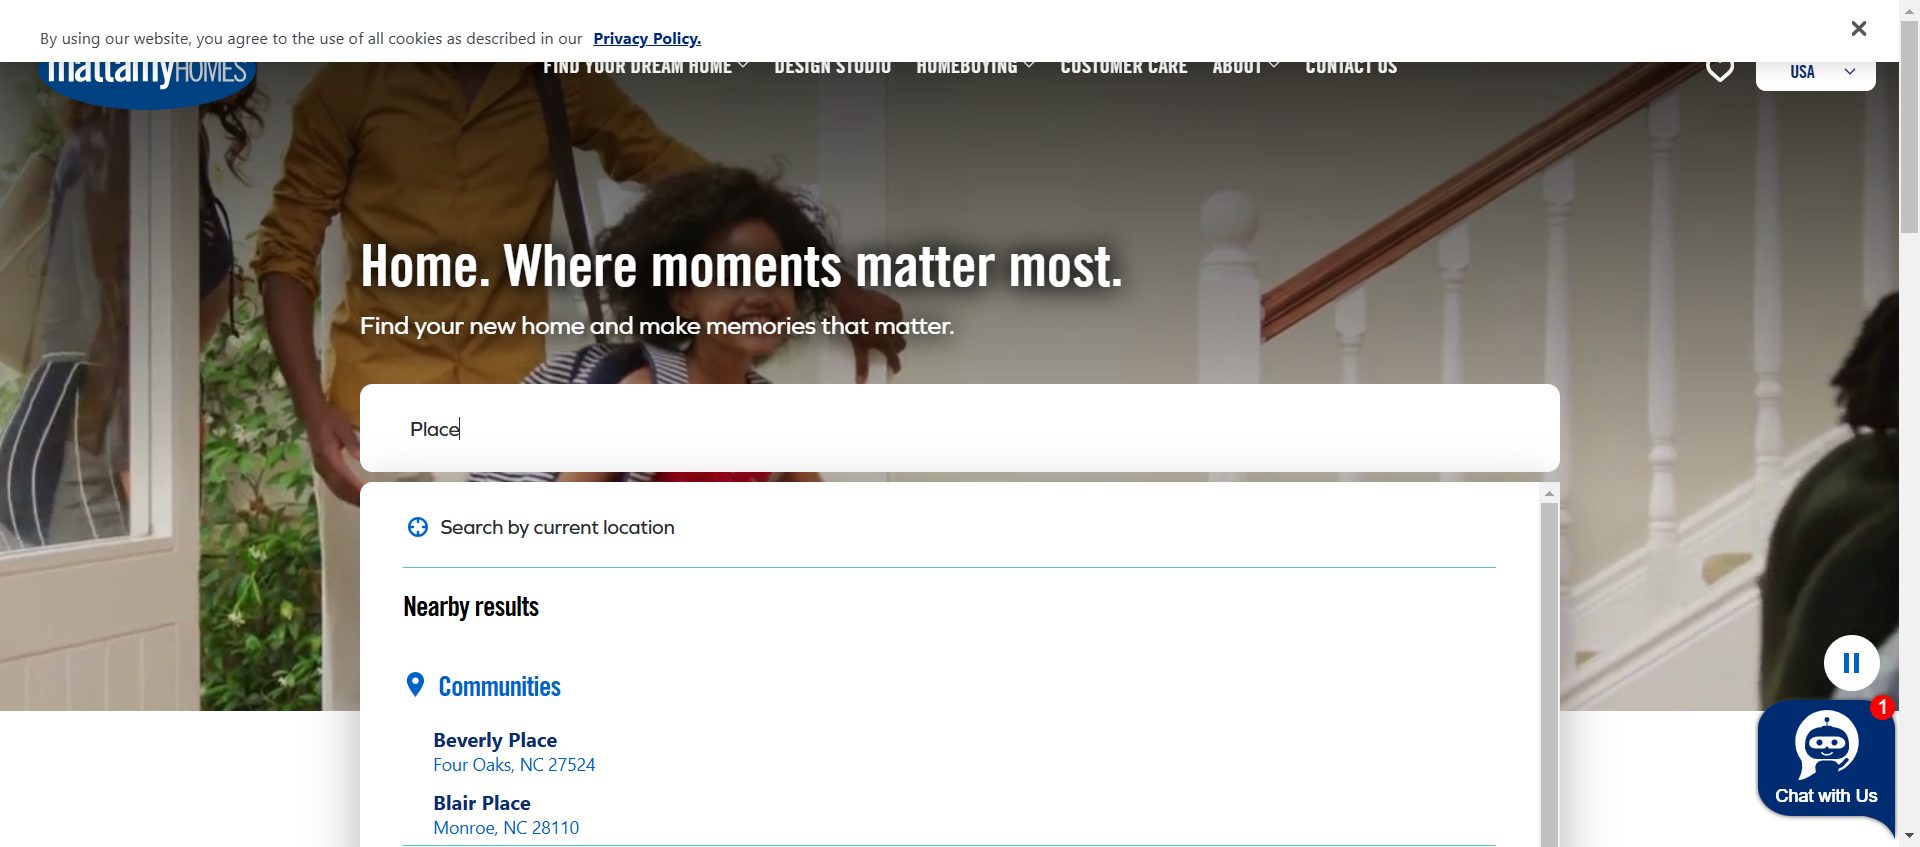 By using our website, you agree to the use of all cookies as described in our Privacy Policy.
mattamyHOMES
FIND YOUR DREAM HOME
DESIGN STUDIO
HOMEBUYING
CUSTOMER CARE
ABOUT
CONTACT US
USA
Home. Where moments matter most.
Find your new home and make memories that matter.
Place
Search by current location
Nearby results
Communities
Beverly Place
Four Oaks, NC 27524
Blair Place
Monroe, NC 28110
1
Chat with Us